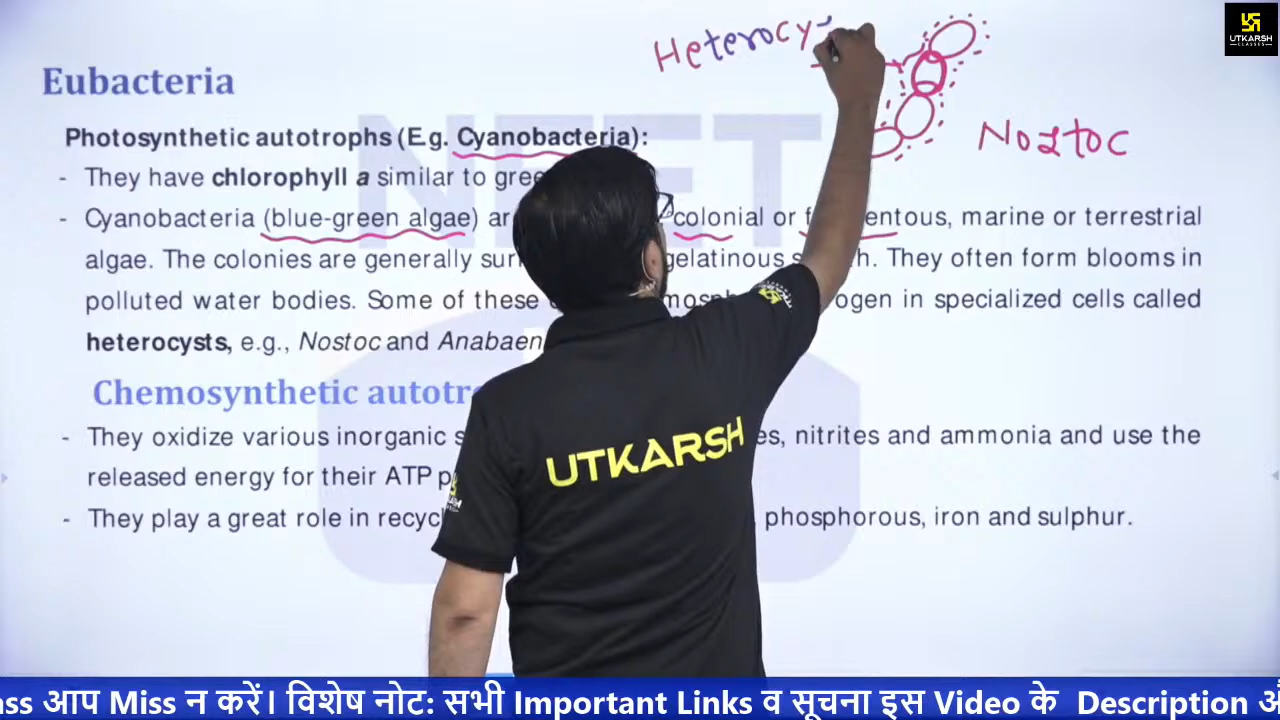 Heterocy
UTKARSH
CLASSES
Eubacteria
Nostoc
Photosynthetic autotrophs (E.g. Cyanobacteria):
- They have chlorophyll a similar to gre
- Cyanobacteria (blue-green algae) ar colonial or f entous, marine or terrestrial
algae. The colonies are generally sur gelatinous s h. They often form blooms in
polluted water bodies. Some of these mosph ogen in specialized cells called
heterocysts, e.g., Nostoc and Anabaen
Chemosynthetic autotr
- They oxidize various inorganic s es, nitrites and ammonia and use the
released energy for their ATP p
- They play a great role in recyc , phosphorous, iron and sulphur.
NEET
UTKARSH
ass आप Miss न करें। विशेष नोट: सभी Important Links व सूचना इस Video के Description